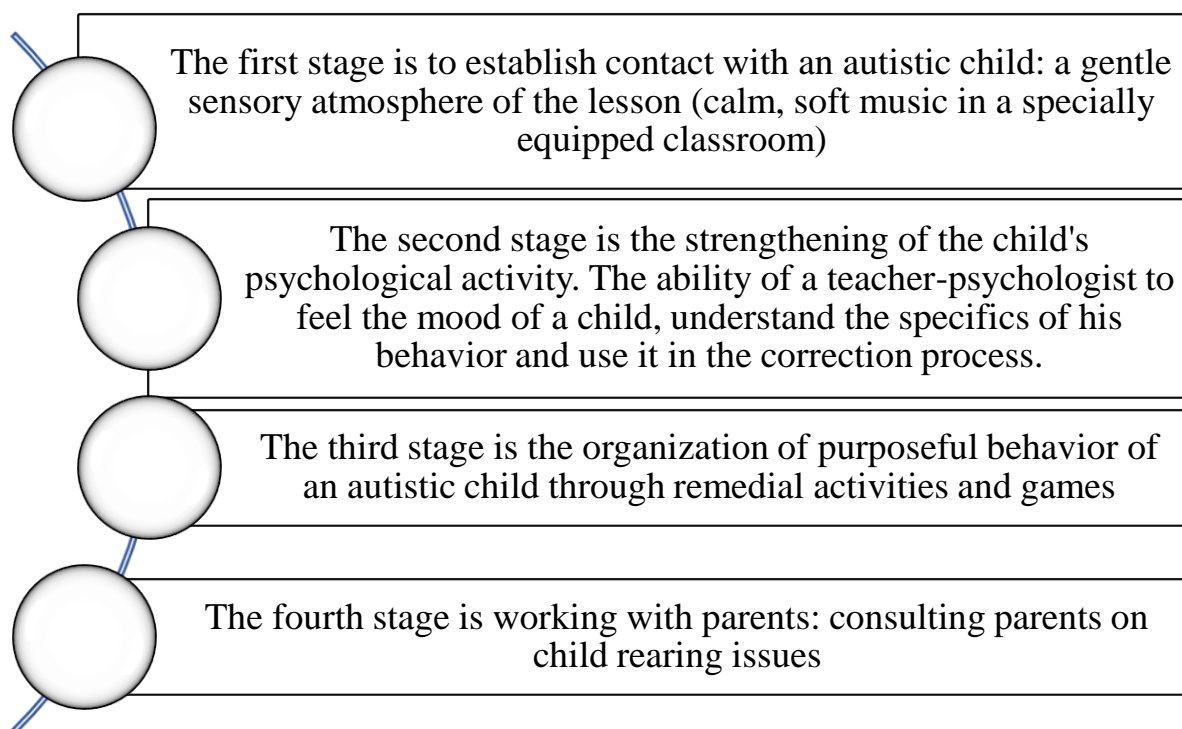 The first stage is to establish contact with an autistic child: a gentle
sensory atmosphere of the lesson (calm, soft music in a specially
equipped classroom)
The second stage is the strengthening of the child's
psychological activity. The ability of a teacher-psychologist to
feel the mood of a child, understand the specifics of his
behavior and use it in the correction process.
The third stage is the organization of purposeful behavior of
an autistic child through remedial activities and games
The fourth stage is working with parents: consulting parents on
child rearing issues